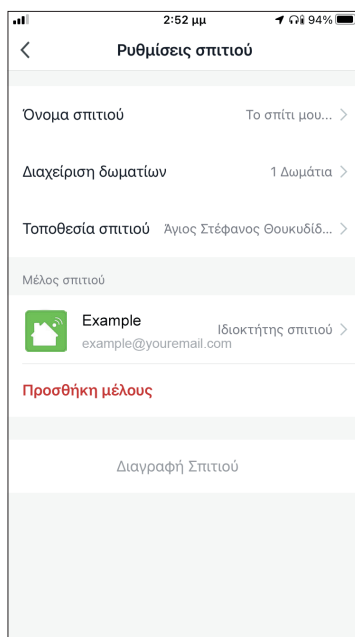 2:52 μμ 94%
Ρυθμίσεις σπιτιού
Όνομα σπιτιού Το σπίτι μου...
Διαχείριση δωματίων 1 Δωμάτια
Τοποθεσία σπιτιού Άγιος Στέφανος Θουκυδίδ...
Μέλος σπιτιού
Example
Ιδιοκτήτης σπιτιού
example@youremail.com
Προσθήκη μέλους
Διαγραφή Σπιτιού